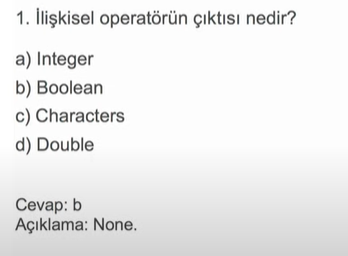 1. İlişkisel operatörün çıktısı nedir?
a) Integer
b) Boolean
c) Characters
d) Double
Cevap: b
Açıklama: None.